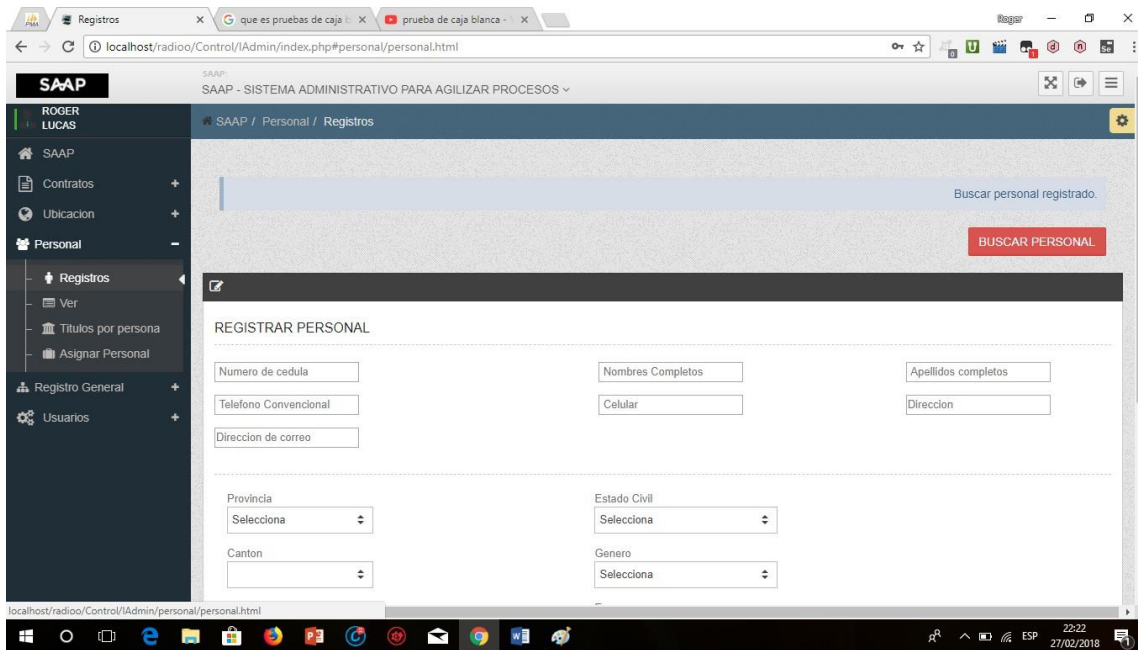 Registros
que es pruebas de caja b
prueba de caja blanca -
Roger
localhost/radioo/Control/IAdmin/index.php#personal/personal.html
SAAP
SAAP:
SAAP - SISTEMA ADMINISTRATIVO PARA AGILIZAR PROCESOS
ROGER
LUCAS
SAAP / Personal / Registros
SAAP
Contratos
Ubicacion
Personal
Registros
Ver
Titulos por persona
Asignar Personal
Registro General
Usuarios
Buscar personal registrado.
BUSCAR PERSONAL
REGISTRAR PERSONAL
Numero de cedula
Nombres Completos
Apellidos completos
Telefono Convencional
Celular
Direccion
Direccion de correo
Provincia
Estado Civil
Selecciona
Selecciona
Canton
Genero
Selecciona
localhost/radioo/Control/IAdmin/personal/personal.html
ESP
22:22
27/02/2018